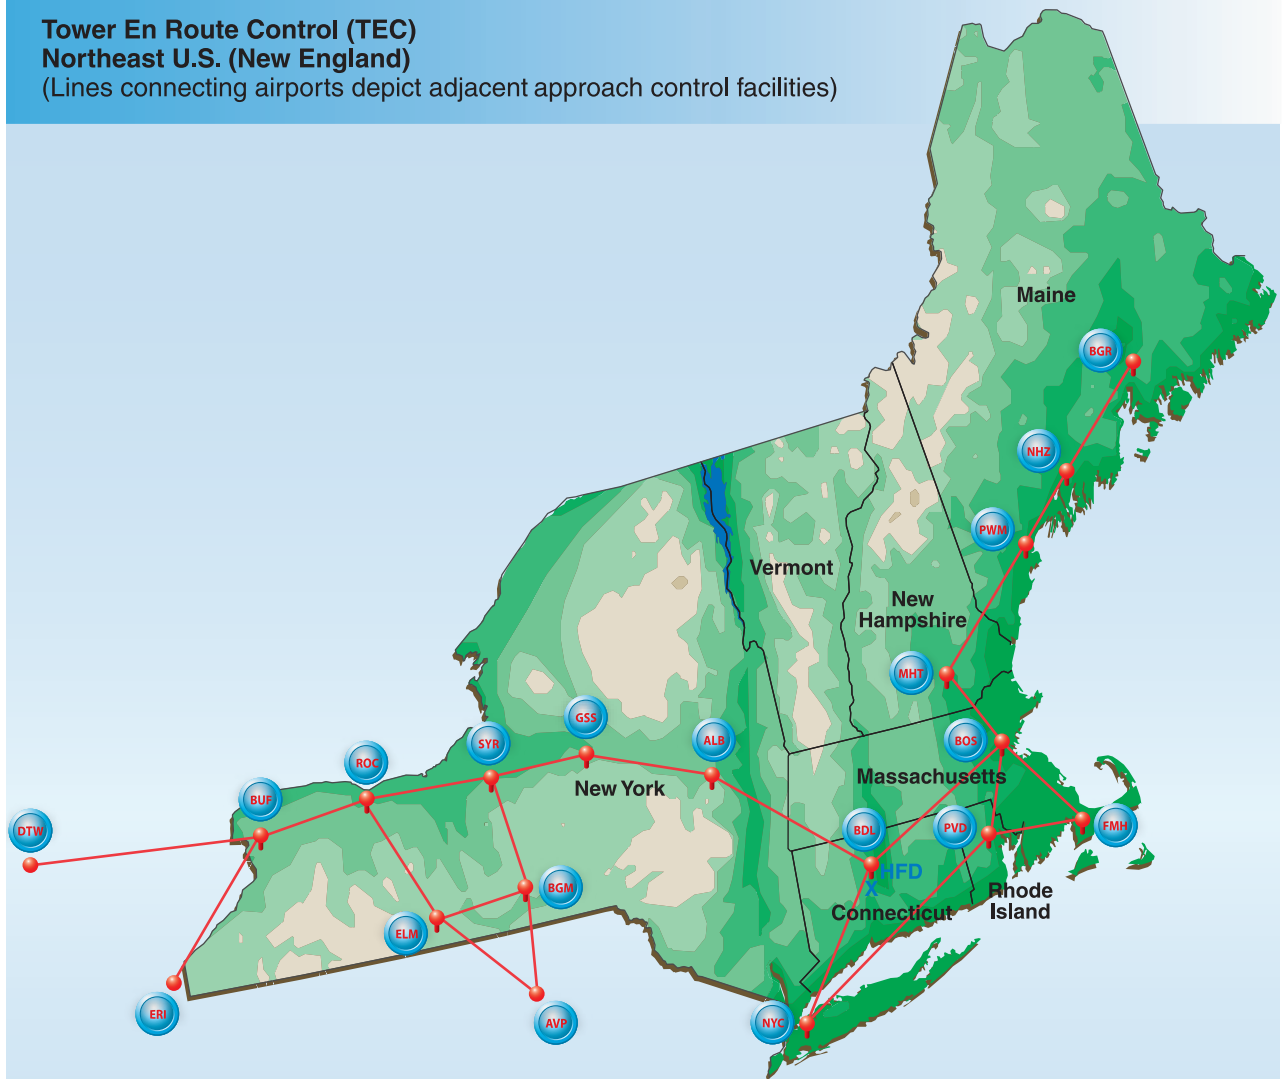 Tower En Route Control (TEC)
Northeast U.S. (New England)
(Lines connecting airports depict adjacent approach control facilities)
Maine
BGR
NHZ
PWM
Vermont
New
Hampshire
MHT
GSS
SYR
ALB
BOS
ROC
New York
Massachusetts
BUF
DTW
BDL
PVD
FMH
HFD
X
BGM
Rhode
Island
Connecticut
ELM
ERI
AVP
NYC